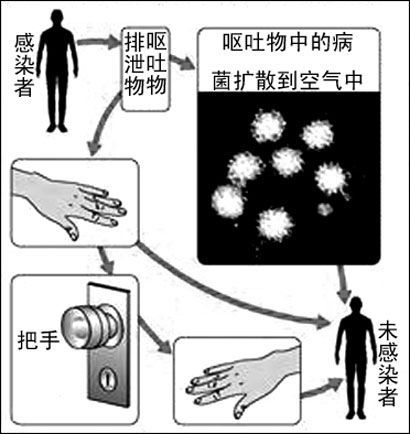 感染者
排泄物
呕吐物
呕吐物中的病
菌扩散到空气中
把手
未感染者